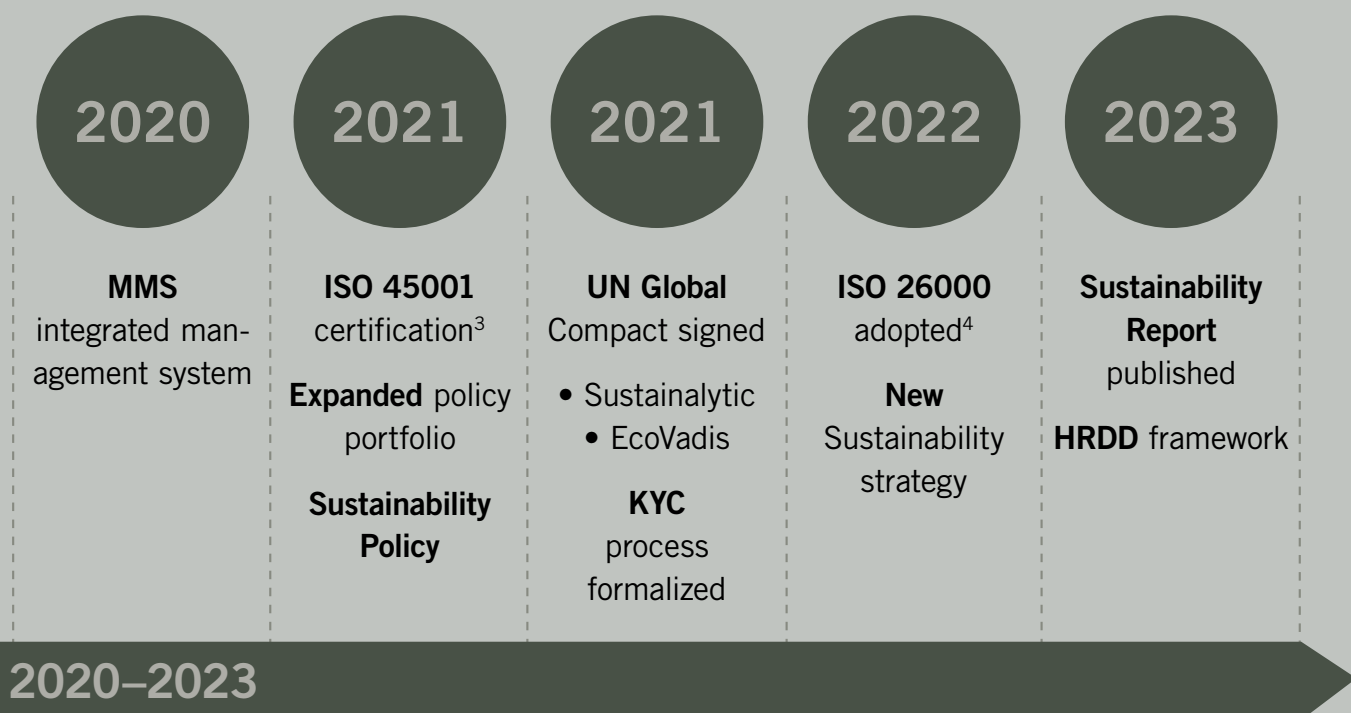 2020
MMS
integrated man-
agement system
2021
ISO 45001
certification³
Expanded policy
portfolio
Sustainability
Policy
2021
UN Global
Compact signed
• Sustainalytic
• EcoVadis
KYC
process
formalized
2022
ISO 26000
adopted⁴
New
Sustainability
strategy
2023
Sustainability
Report
published
HRDD framework
2020–2023